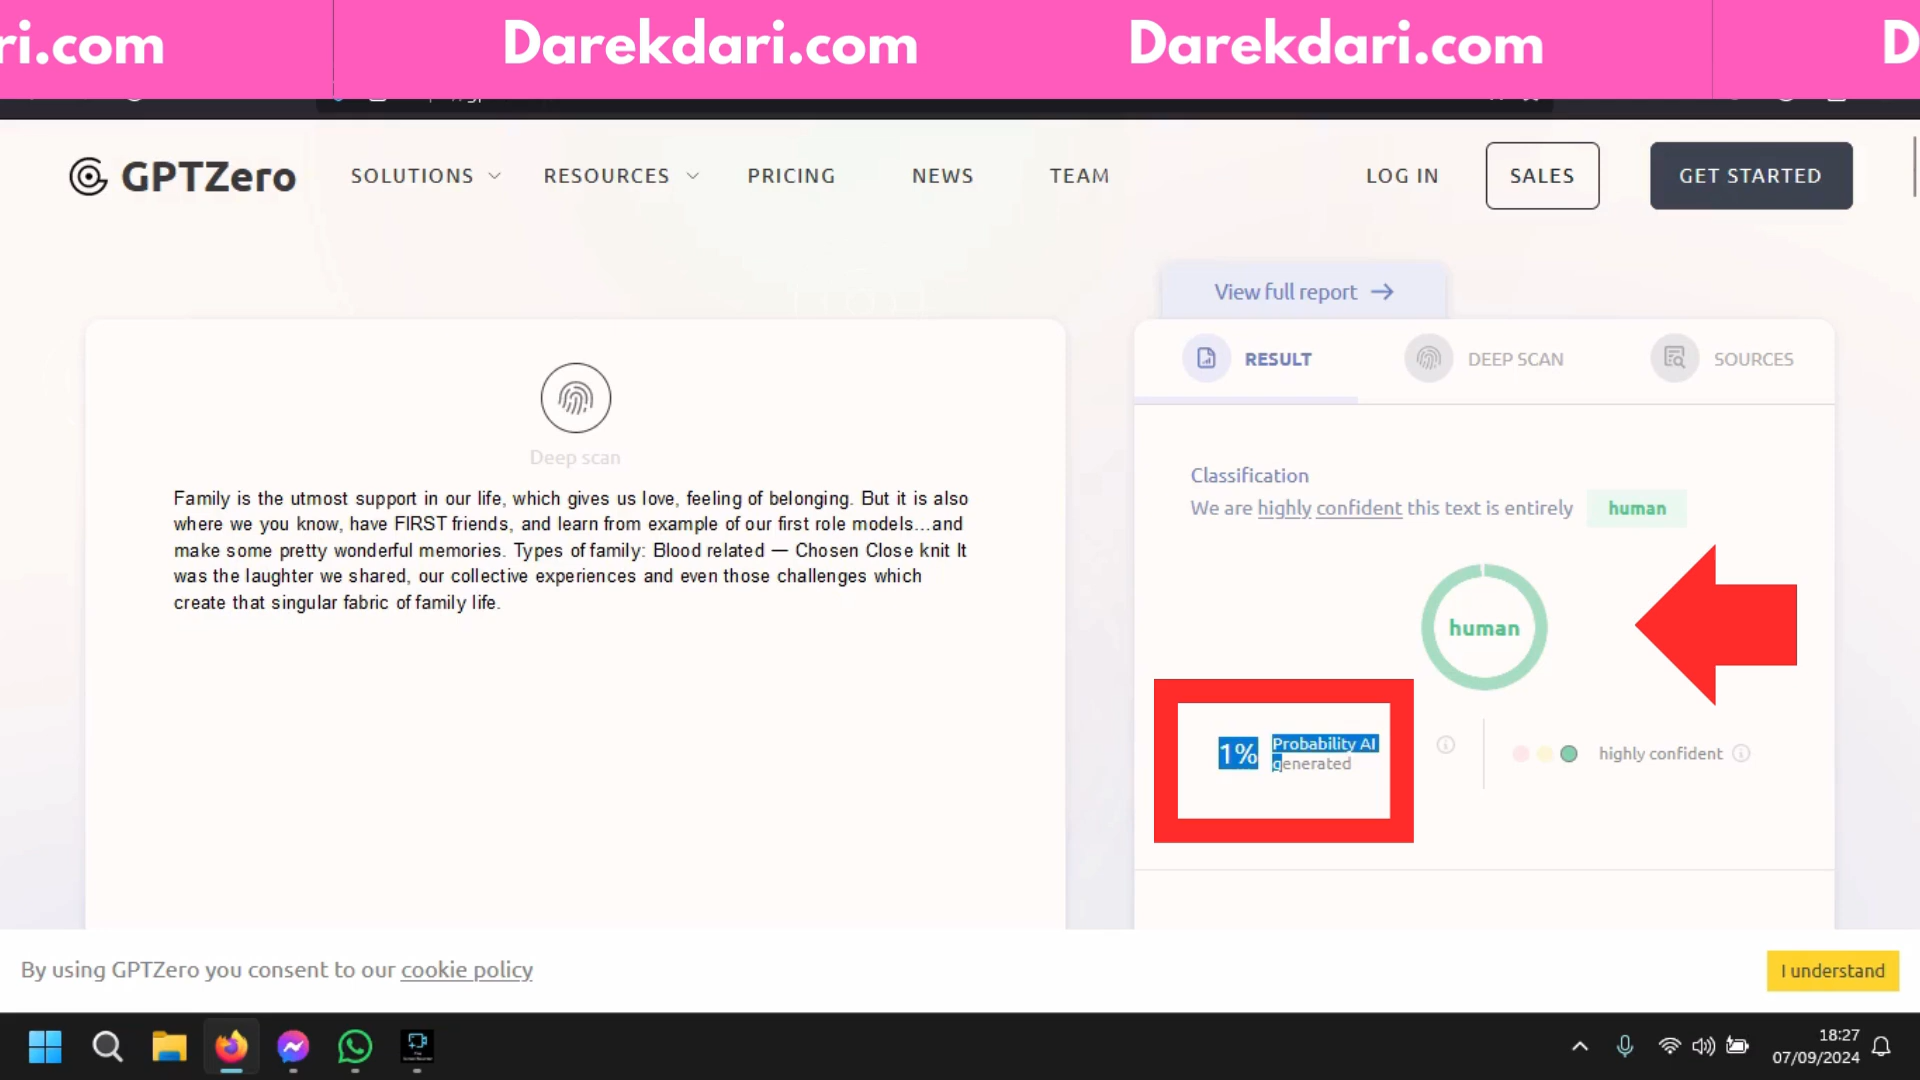 ri.com Darekdari.com Darekdari.com D
GPTZero SOLUTIONS RESOURCES PRICING NEWS TEAM LOG IN SALES GET STARTED
View full report →
RESULT DEEP SCAN SOURCES
Deep scan
Family is the utmost support in our life, which gives us love, feeling of belonging. But it is also
where we you know, have FIRST friends, and learn from example of our first role models...and
make some pretty wonderful memories. Types of family: Blood related — Chosen Close knit It
was the laughter we shared, our collective experiences and even those challenges which
create that singular fabric of family life.
Classification
We are highly confident this text is entirely human
human
1% Probability AI
generated
highly confident
By using GPTZero you consent to our cookie policy
I understand
18:27
07/09/2024